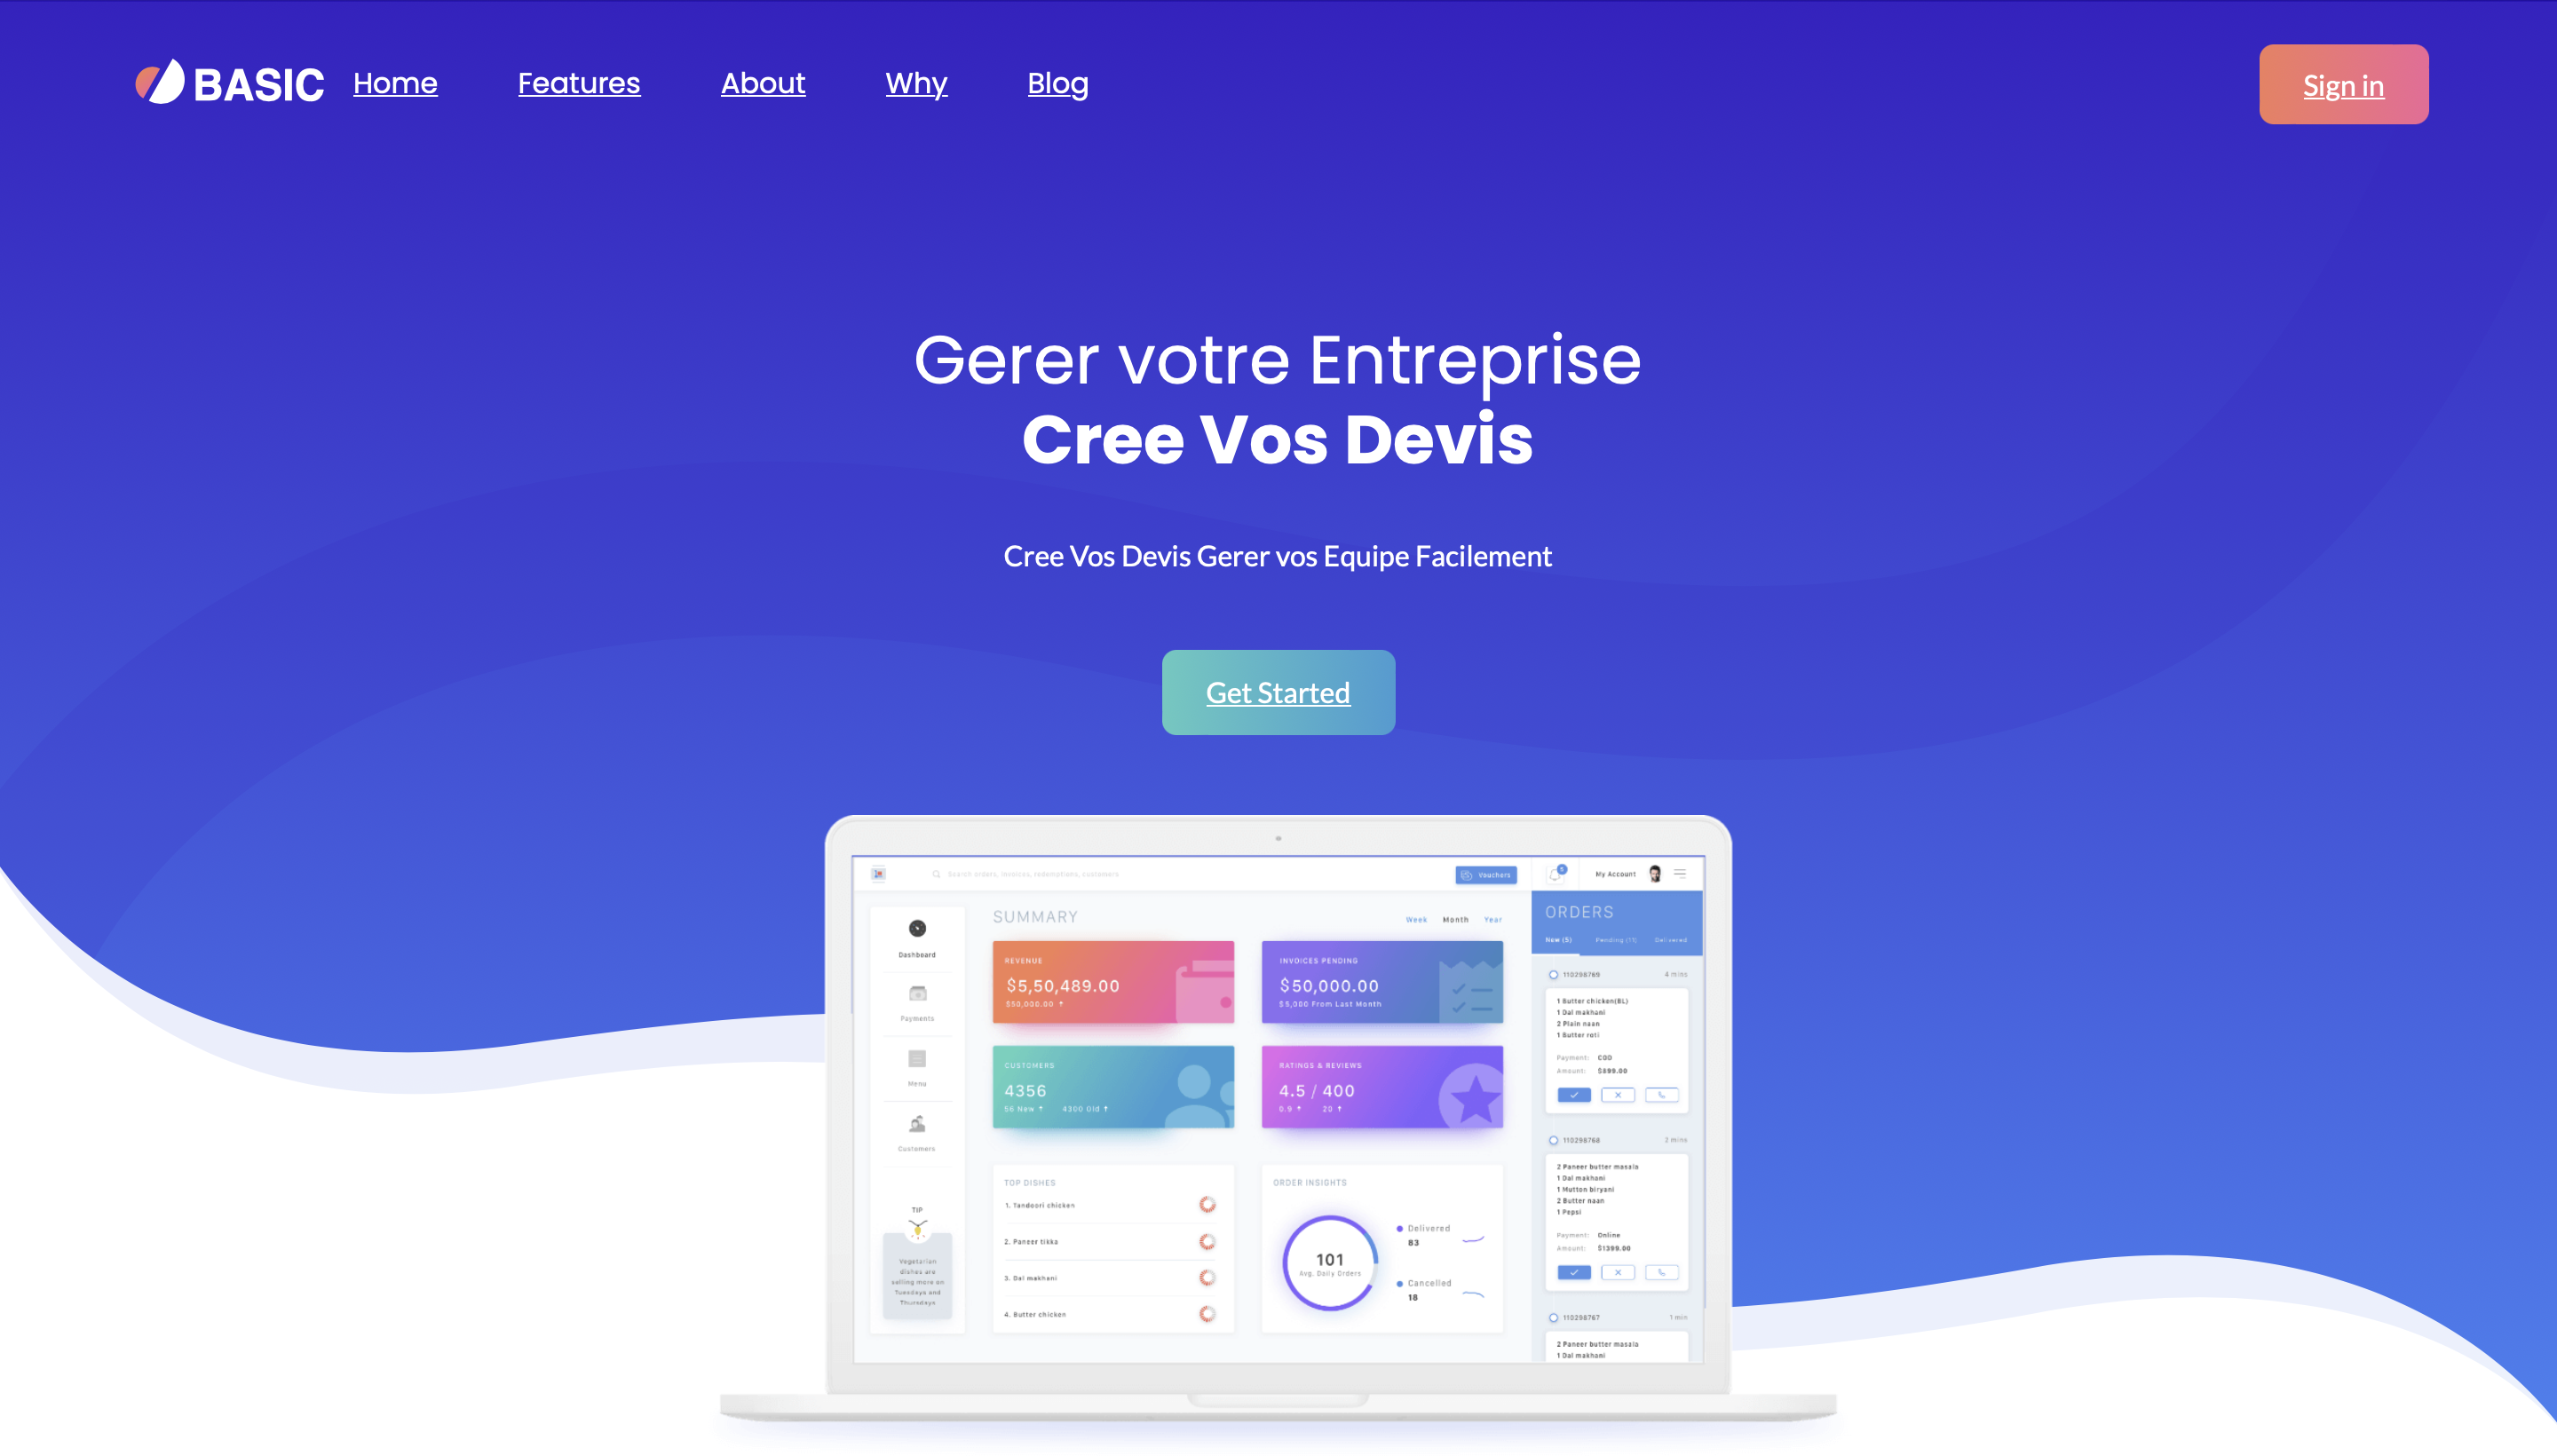 BASIC Home Features About Why Blog Sign in
Gerer votre Entreprise
Cree Vos Devis
Cree Vos Devis Gerer vos Equipe Facilement
Get Started
Search orders, invoices, redemptions, customers
Vouchers
My Account
Dashboard
Payments
Menu
Customers
TIP
Vegetarian
dishes are
selling more on
Tuesdays and
Thursdays
SUMMARY
Week Month Year
REVENUE
$5,50,489.00
$50,000.00 ↑
INVOICES PENDING
$50,000.00
$5,000 From Last Month
CUSTOMERS
4356
56 New ↑ 4300 Old ↑
RATINGS & REVIEWS
4.5 / 400
0.9 ↑ 20 ↑
TOP DISHES
1. Tandoori chicken
2. Paneer tikka
3. Dal makhani
4. Butter chicken
ORDER INSIGHTS
101
Avg. Daily Orders
Delivered
83
Cancelled
18
ORDERS
New (5) Pending (11) Delivered
110298769 4 mins
1 Butter chicken(BL)
1 Dal makhani
2 Plain naan
1 Butter roti
Payment: COD
Amount: $899.00
110298768 3 mins
2 Paneer butter masala
1 Dal makhani
1 Mutton biryani
2 Butter naan
1 Pepsi
Payment: Online
Amount: $1399.00
110298767 1 min
2 Paneer butter masala
1 Dal makhani